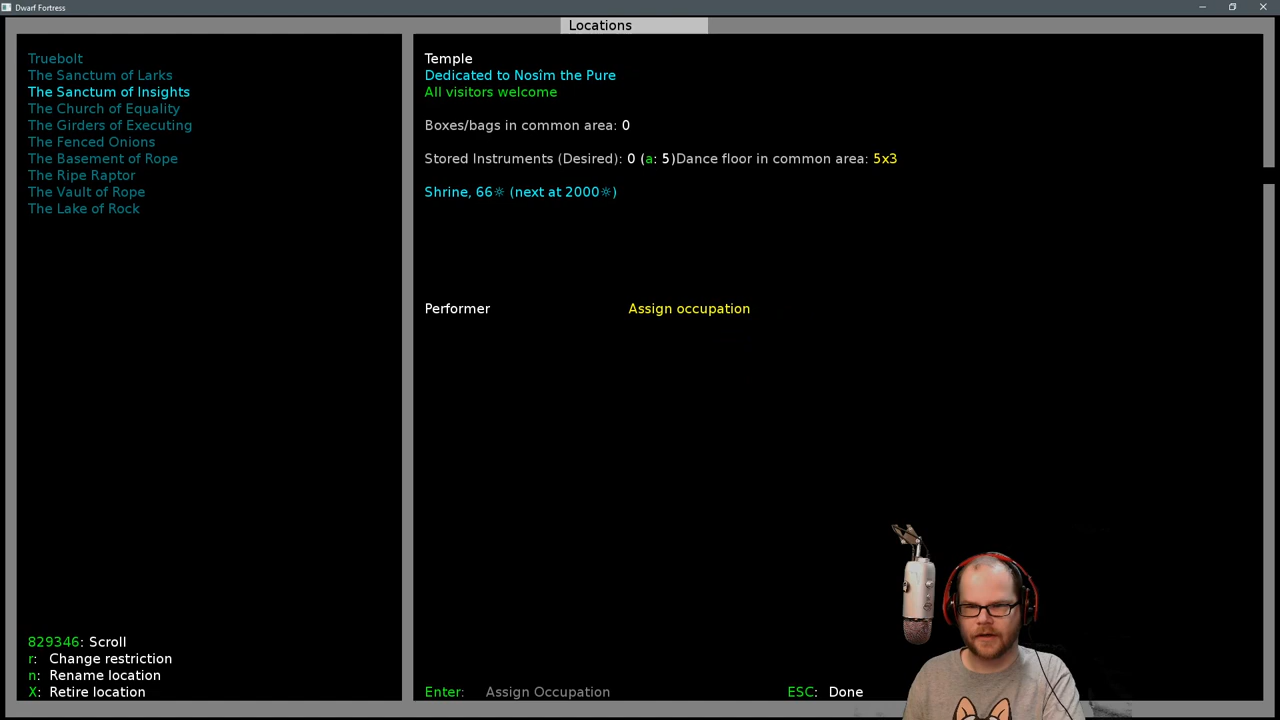 Dwarf Fortress
Locations
Truebolt
The Sanctum of Larks
The Sanctum of Insights
The Church of Equality
The Girders of Executing
The Fenced Onions
The Basement of Rope
The Ripe Raptor
The Vault of Rope
The Lake of Rock
829346: Scroll
r: Change restriction
n: Rename location
X: Retire location
Temple
Dedicated to Nosîm the Pure
All visitors welcome
Boxes/bags in common area: 0
Stored Instruments (Desired): 0 (a: 5)Dance floor in common area: 5x3
Shrine, 66☼ (next at 2000☼)
Performer Assign occupation
Enter: Assign Occupation ESC: Done